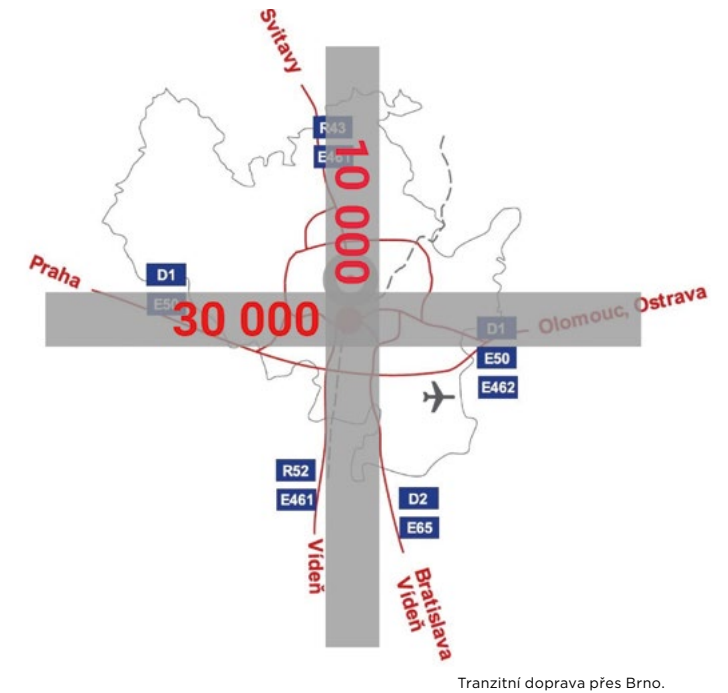 Svitavy
R43
E461
10 000
Praha
D1
E50
30 000
D1
Olomouc, Ostrava
E50
E462
R52
E461
D2
E65
Vídeň
Bratislava
Vídeň
Tranzitní doprava přes Brno.